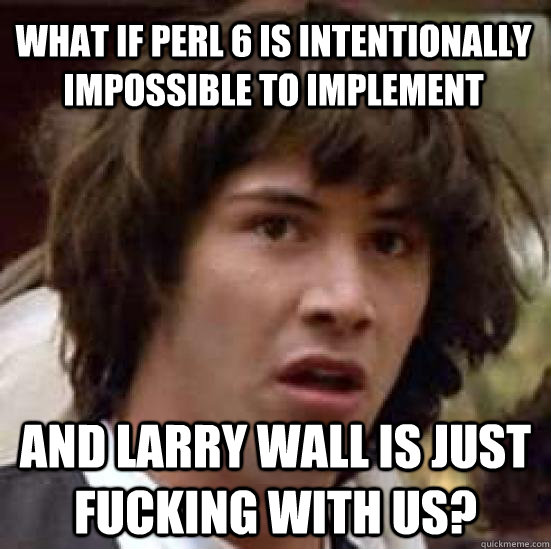 WHAT IF PERL 6 IS INTENTIONALLY
IMPOSSIBLE TO IMPLEMENT
AND LARRY WALL IS JUST
FUCKING WITH US?
quickmeme.com